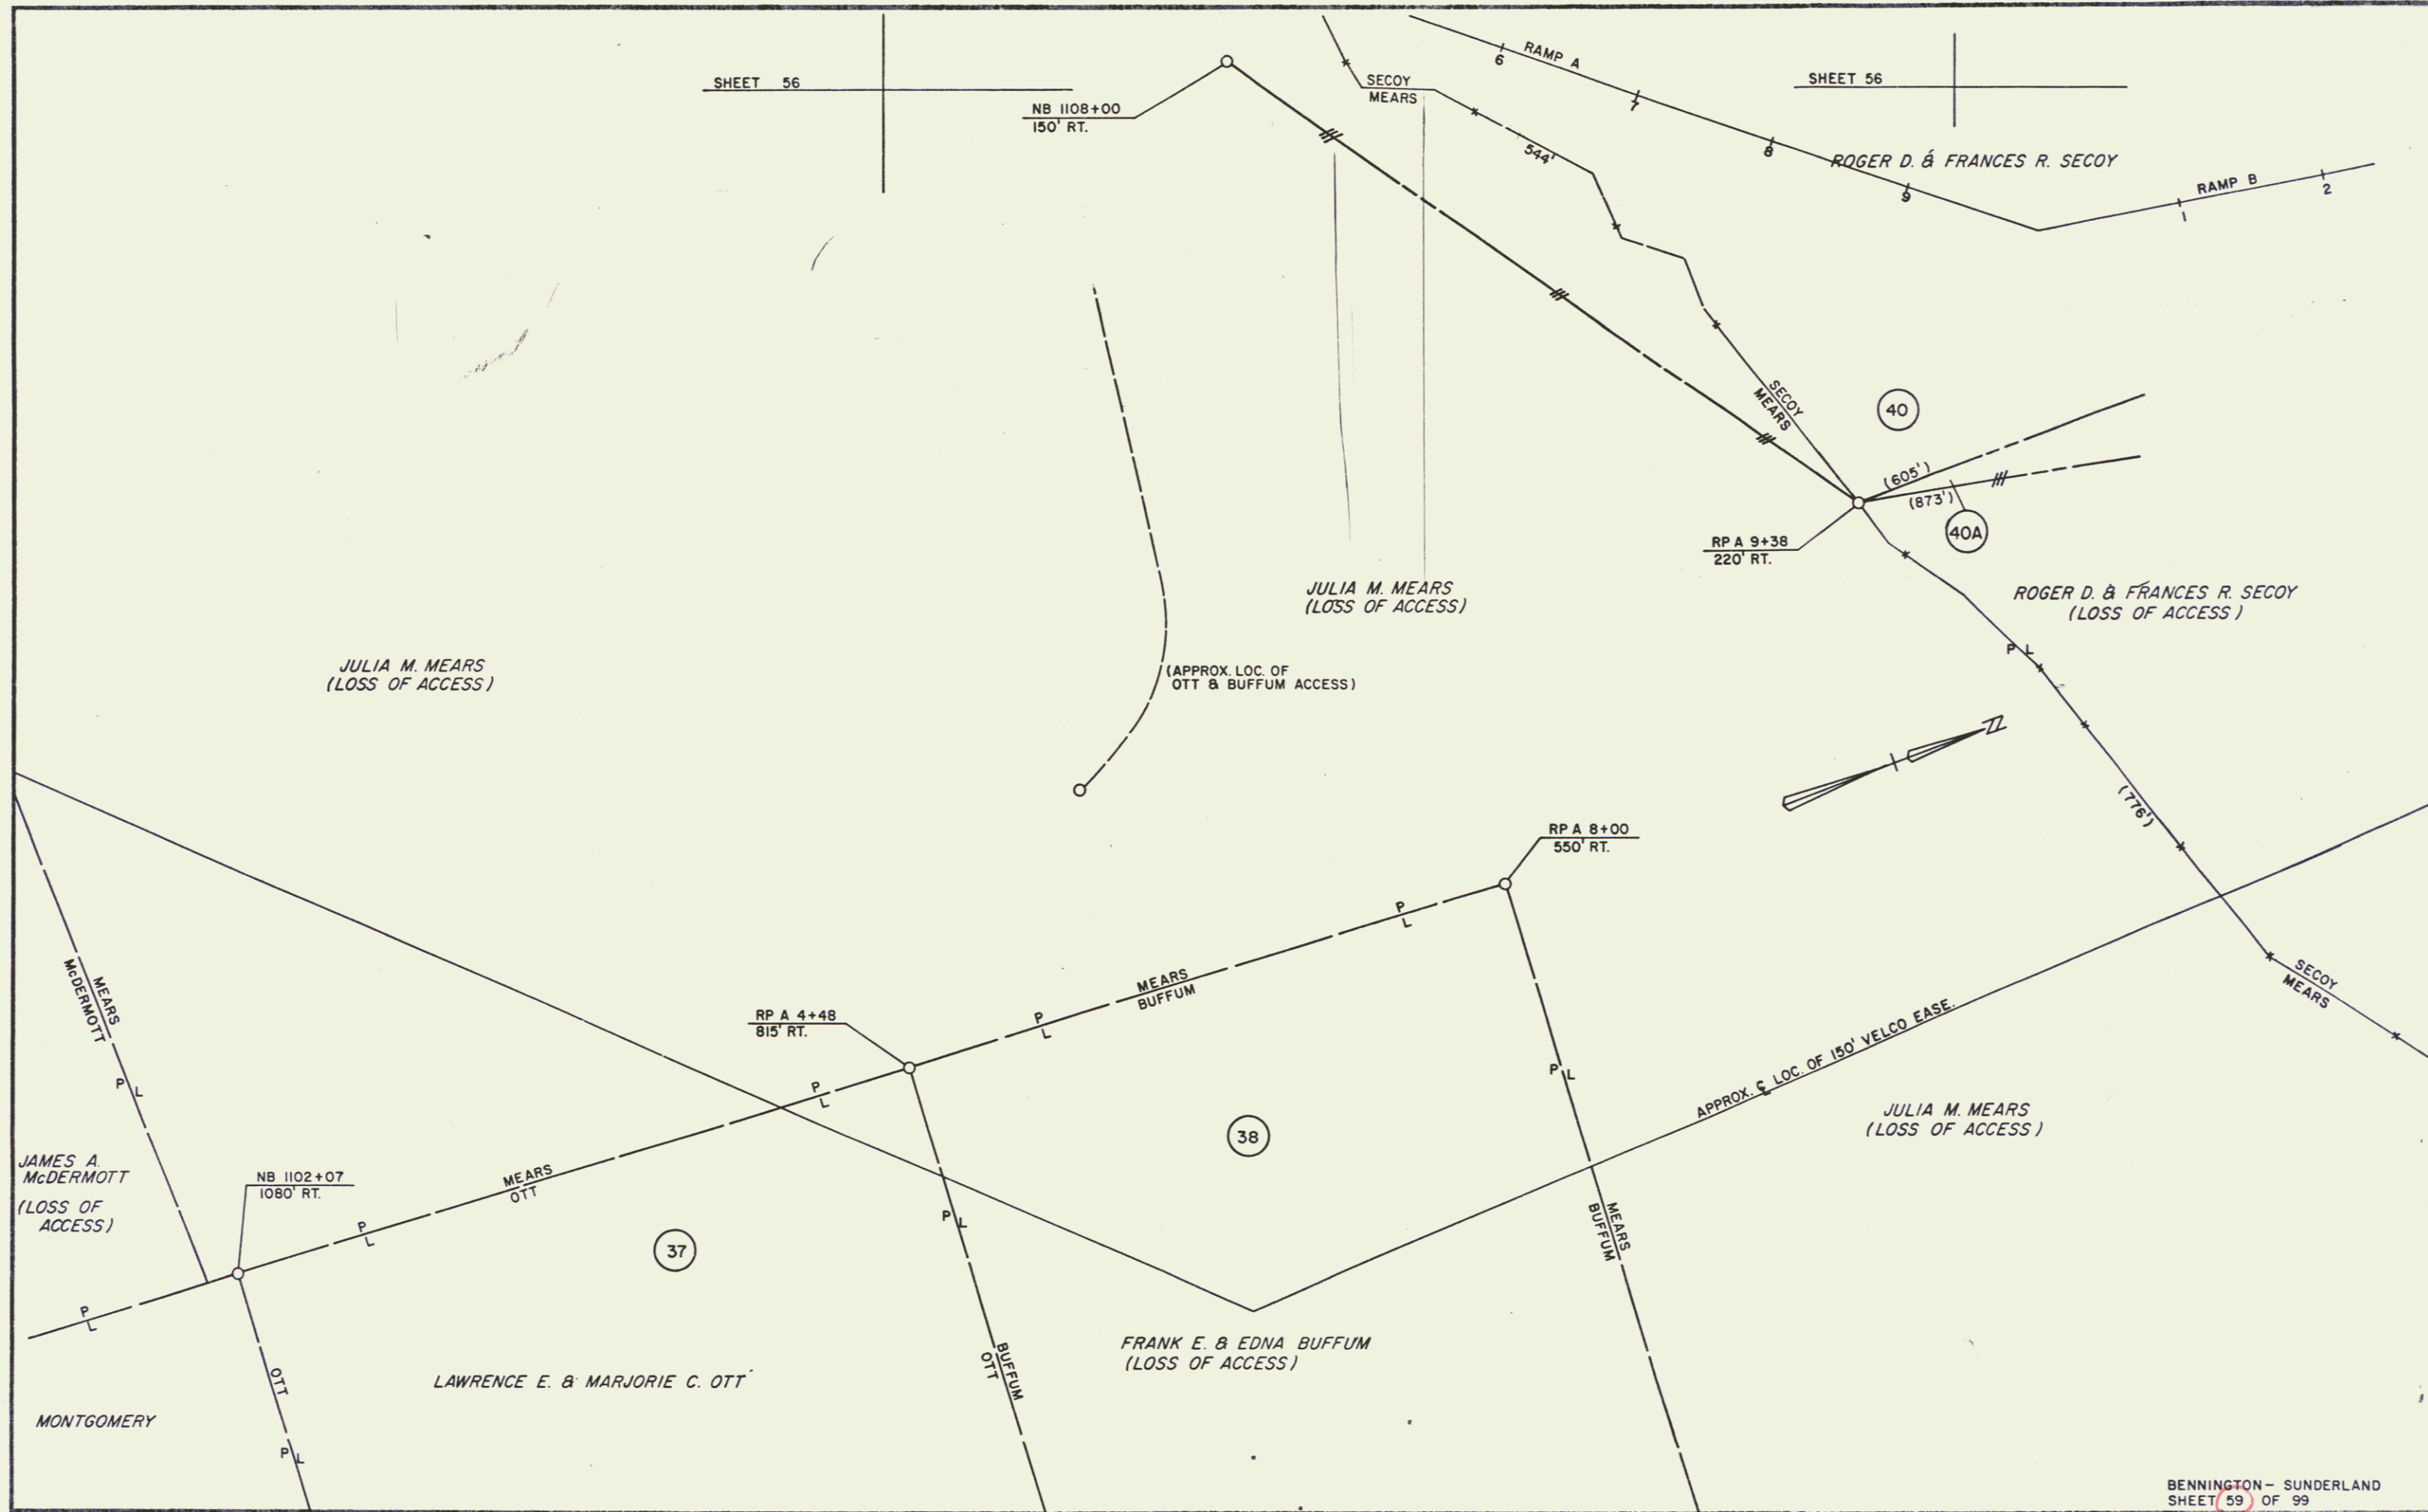 SHEET 56
NB 1108+00
150' RT.
SECOY
MEARS
544'
6
RAMP A
7
8
9
SHEET 56
ROGER D. & FRANCES R. SECOY
RAMP B
1
2
SECOY
MEARS
40
(605')
(873')
40A
RP A 9+38
220' RT.
JULIA M. MEARS
(LOSS OF ACCESS)
ROGER D. & FRANCES R. SECOY
(LOSS OF ACCESS)
P L
JULIA M. MEARS
(LOSS OF ACCESS)
(APPROX. LOC. OF
OTT & BUFFUM ACCESS)
N
(776')
RP A 8+00
550' RT.
P
L
MEARS
BUFFUM
SECOY
MEARS
MEARS
McDERMOTT
RP A 4+48
815' RT.
P
L
APPROX. ℄ LOC. OF 150' VELCO EASE.
P L
P L
P
L
38
JULIA M. MEARS
(LOSS OF ACCESS)
JAMES A.
McDERMOTT
(LOSS OF
ACCESS)
NB 1102+07
1080' RT.
MEARS
OTT
P
L
37
P L
MEARS
BUFFUM
P
L
FRANK E. & EDNA BUFFUM
(LOSS OF ACCESS)
BUFFUM
OTT
OTT
LAWRENCE E. & MARJORIE C. OTT
MONTGOMERY
P L
BENNINGTON - SUNDERLAND
SHEET 59 OF 99